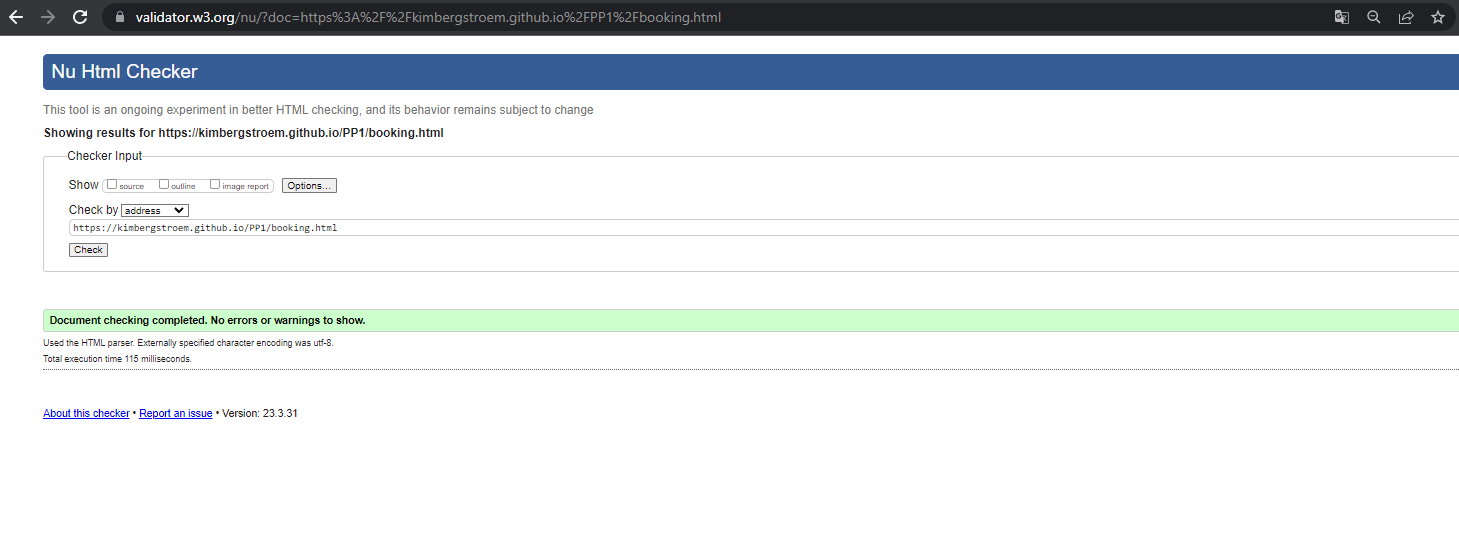 validator.w3.org/nu/?doc=https%3A%2F%2Fkimbergstroem.github.io%2FPP1%2Fbooking.html
Nu Html Checker
This tool is an ongoing experiment in better HTML checking, and its behavior remains subject to change
Showing results for https://kimbergstroem.github.io/PP1/booking.html
Checker Input
Show source outline image report Options...
Check by address
https://kimbergstroem.github.io/PP1/booking.html
Check
Document checking completed. No errors or warnings to show.
Used the HTML parser. Externally specified character encoding was utf-8.
Total execution time 115 milliseconds.
About this checker • Report an issue • Version: 23.3.31